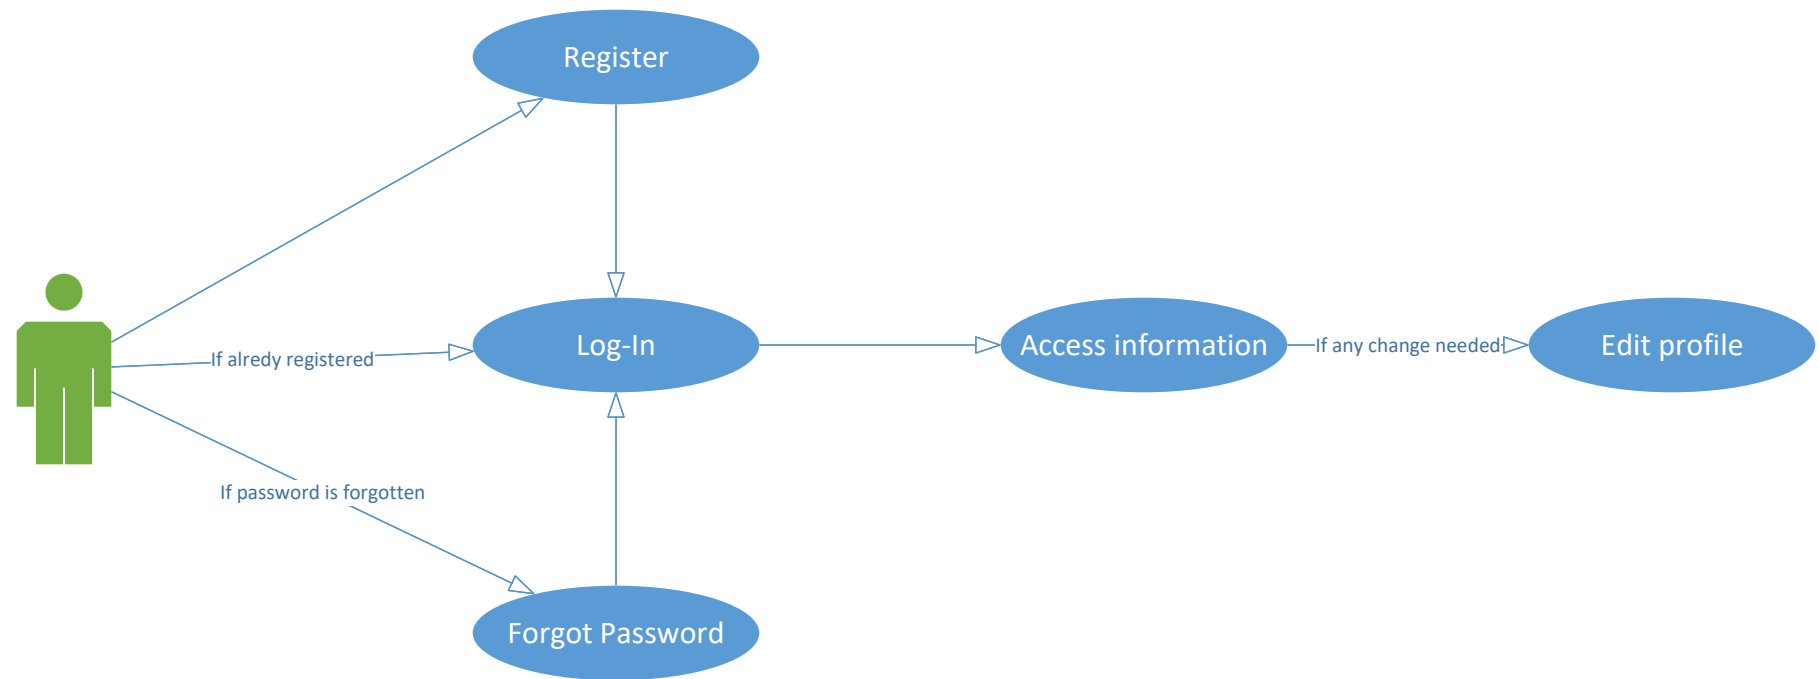 Register
If alredy registered
Log-In
Access information
If any change needed
Edit profile
If password is forgotten
Forgot Password